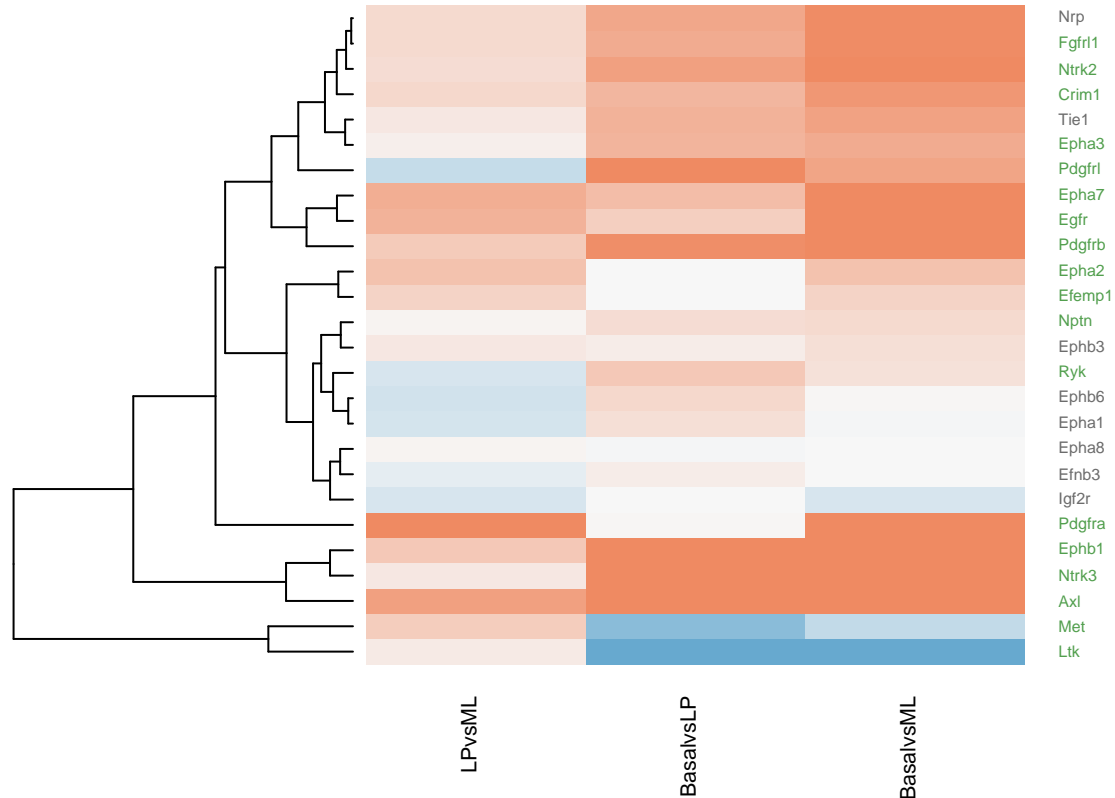 Nrp
Fgfrl1
Ntrk2
Crim1
Tie1
Epha3
Pdgfrl
Epha7
Egfr
Pdgfrb
Epha2
Efemp1
Nptn
Ephb3
Ryk
Ephb6
Epha1
Epha8
Efnb3
Igf2r
Pdgfra
Ephb1
Ntrk3
Axl
Met
Ltk
LPvsML
BasalvsLP
BasalvsML